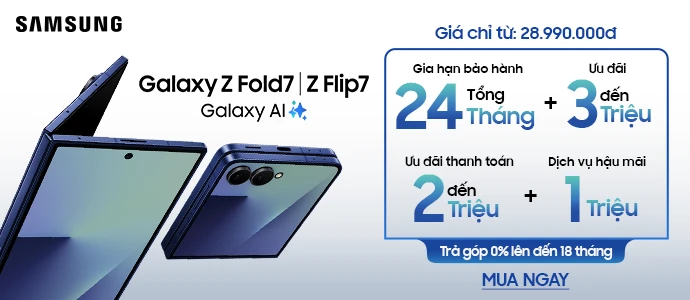 SAMSUNG
Galaxy Z Fold7 | Z Flip7
Galaxy AI
Giá chỉ từ: 28.990.000đ
Gia hạn bảo hành
24 Tổng Tháng
+
Ưu đãi
3 đến Triệu
Ưu đãi thanh toán
2 đến Triệu
+
Dịch vụ hậu mãi
1 Triệu
Trả góp 0% lên đến 18 tháng
MUA NGAY